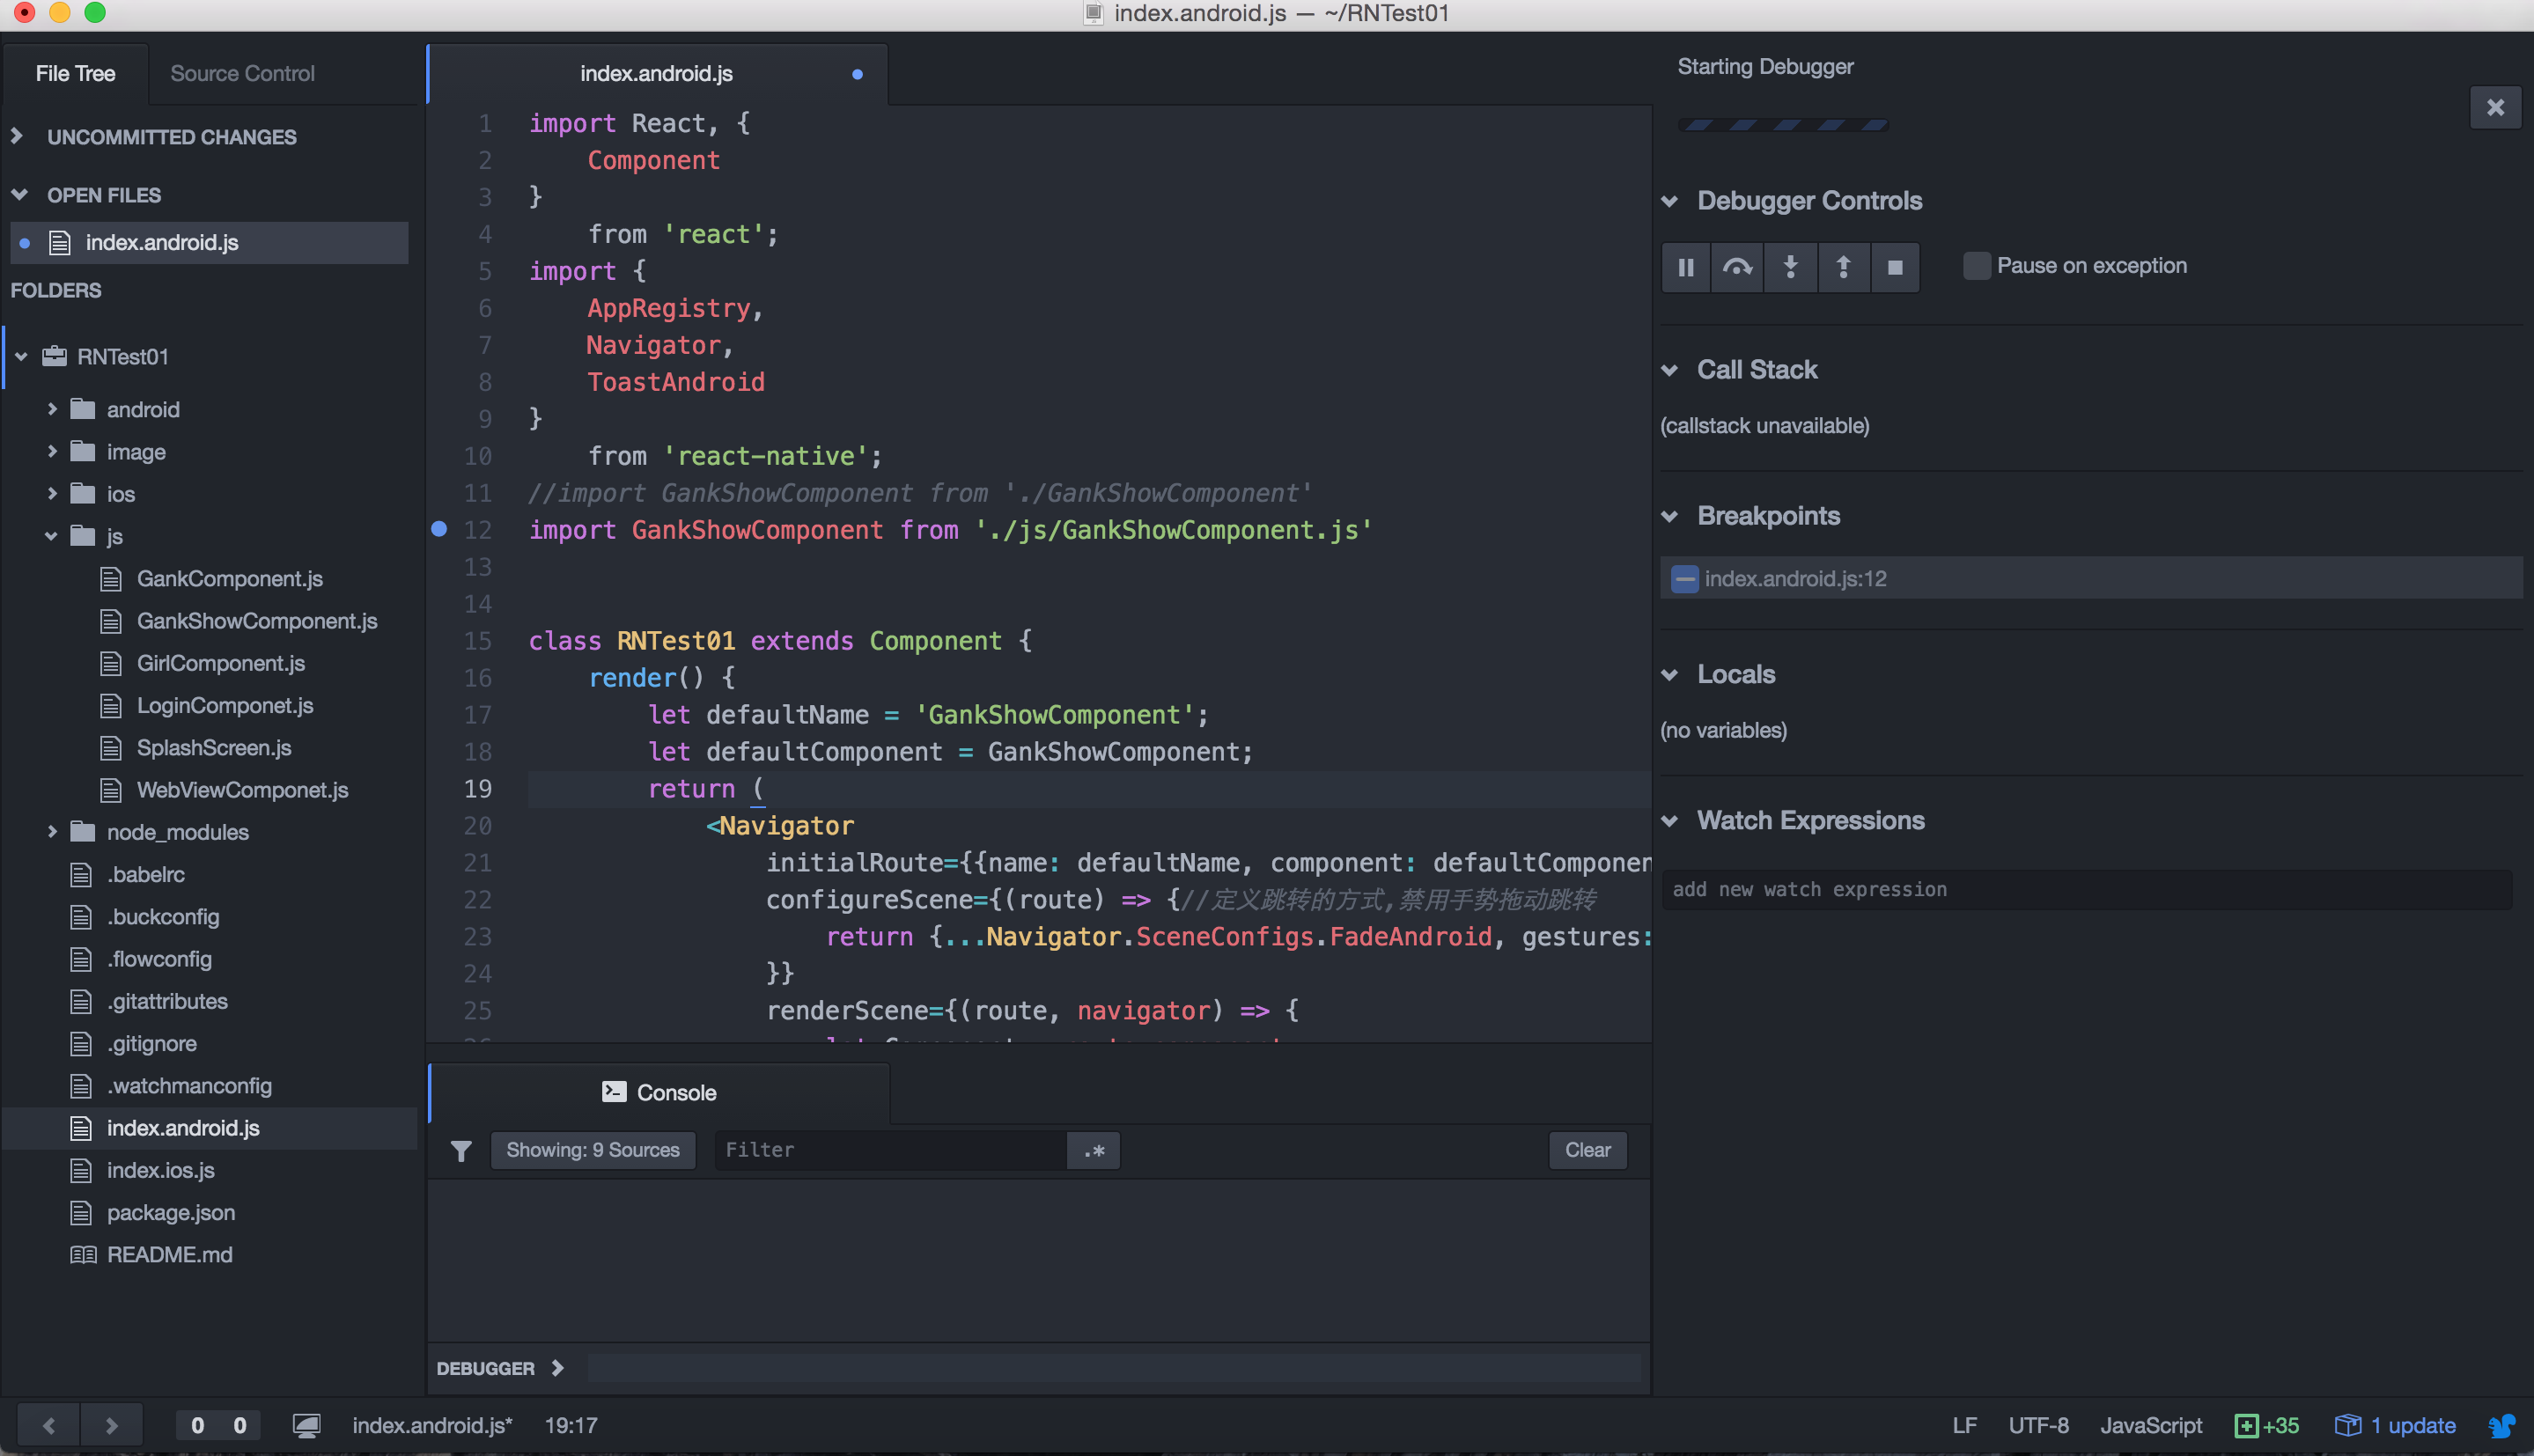 index.android.js — ~/RNTest01
File Tree
Source Control
UNCOMMITTED CHANGES
OPEN FILES
index.android.js
FOLDERS
RNTest01
android
image
ios
js
GankComponent.js
GankShowComponent.js
GirlComponent.js
LoginComponet.js
SplashScreen.js
WebViewComponet.js
node_modules
.babelrc
.buckconfig
.flowconfig
.gitattributes
.gitignore
.watchmanconfig
index.android.js
index.ios.js
package.json
README.md
index.android.js
1 import React, {
2 Component
3 }
4 from 'react';
5 import {
6 AppRegistry,
7 Navigator,
8 ToastAndroid
9 }
10 from 'react-native';
11 //import GankShowComponent from './GankShowComponent'
12 import GankShowComponent from './js/GankShowComponent.js'
13
14
15 class RNTest01 extends Component {
16 render() {
17 let defaultName = 'GankShowComponent';
18 let defaultComponent = GankShowComponent;
19 return (
20 <Navigator
21 initialRoute={{name: defaultName, component: defaultComponen
22 configureScene={(route) => {//定义跳转的方式,禁用手势拖动跳转
23 return {...Navigator.SceneConfigs.FadeAndroid, gestures:
24 }}
25 renderScene={(route, navigator) => {
Console
Showing: 9 Sources
Filter
.*
Clear
DEBUGGER
Starting Debugger
Debugger Controls
Pause on exception
Call Stack
(callstack unavailable)
Breakpoints
index.android.js:12
Locals
(no variables)
Watch Expressions
add new watch expression
0 0
index.android.js*
19:17
LF
UTF-8
JavaScript
+35
1 update